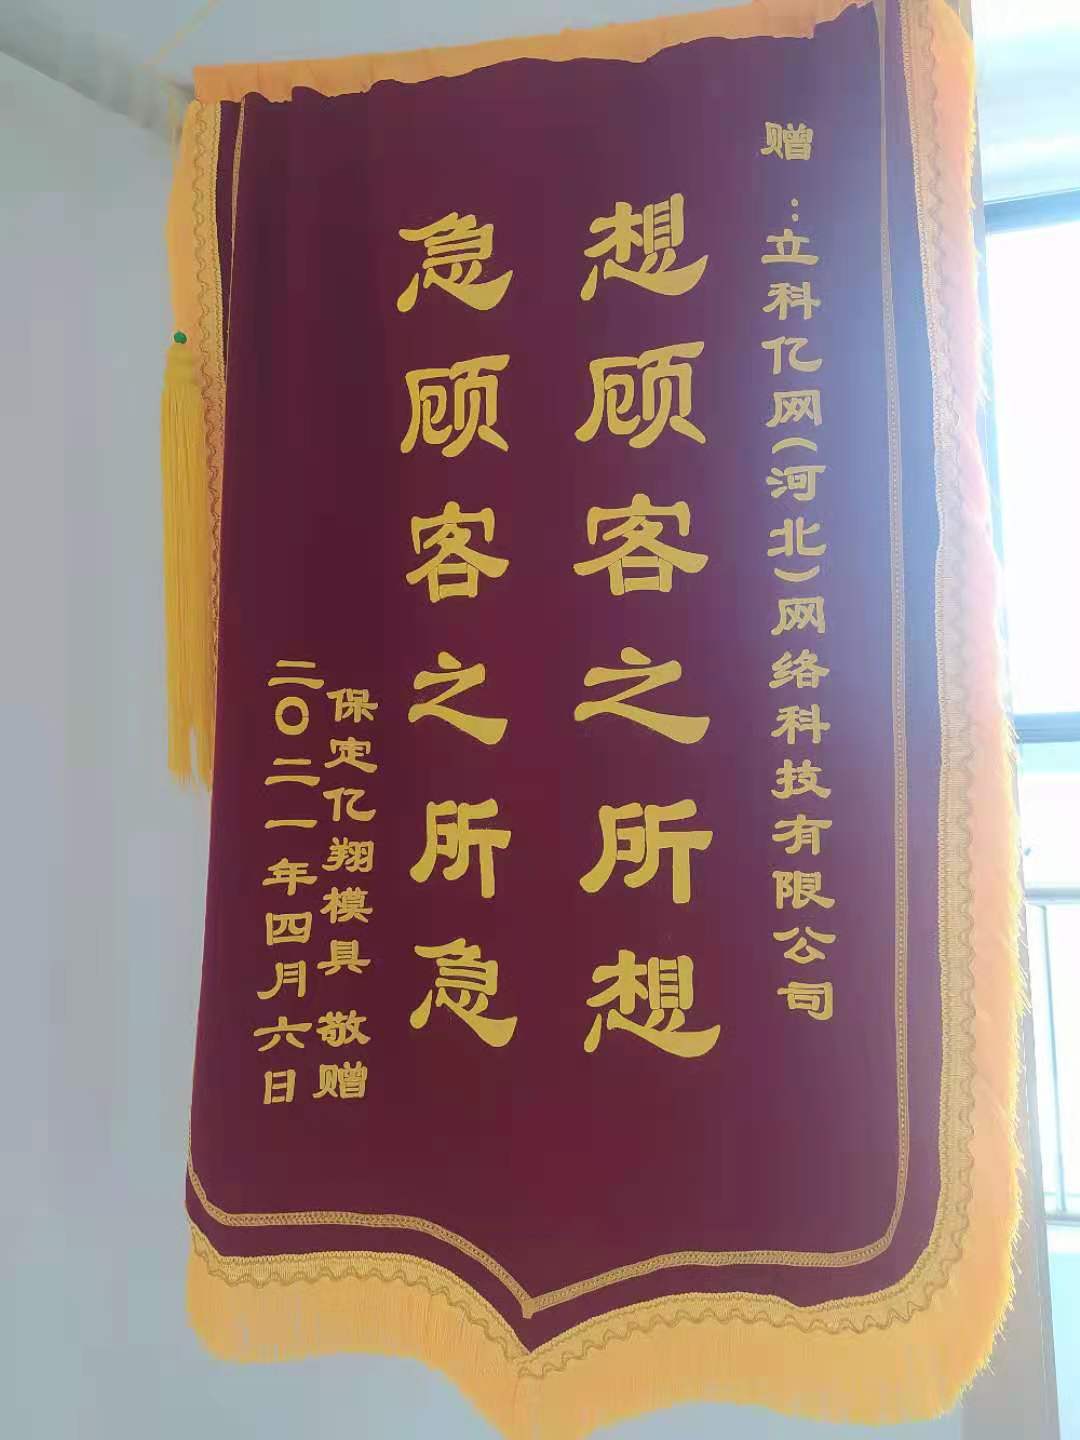 赠：立科亿网(河北)网络科技有限公司
想顾客之所想
急顾客之所急
保定亿翔模具 敬赠
二〇二一年四月六日